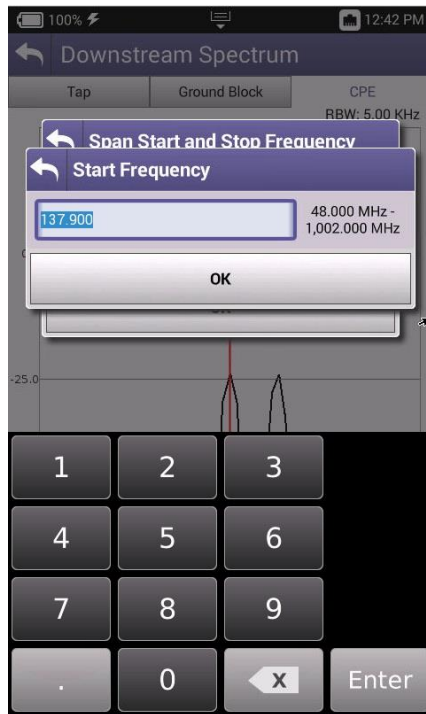 100%
12:42 PM
Downstream Spectrum
Tap
Ground Block
CPE
RBW: 5.00 KHz
Span Start and Stop Frequency
Start Frequency
137.900
48.000 MHz -
1,002.000 MHz
OK
-25.0
1
2
3
4
5
6
7
8
9
.
0
X
Enter